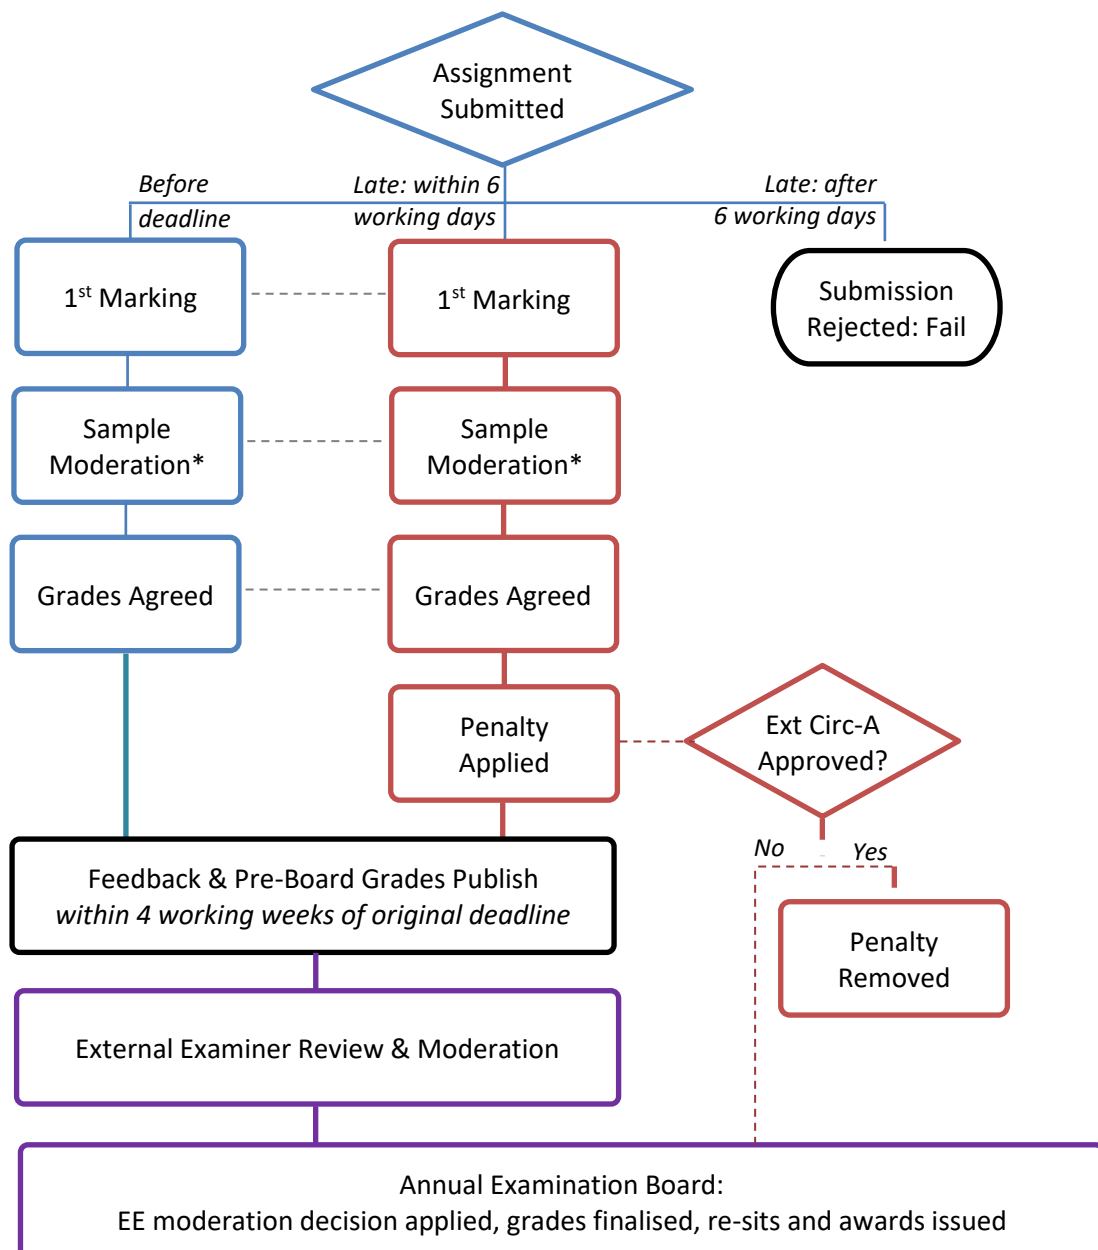 Assignment
Submitted
Before
deadline
Late: within 6
working days
Late: after
6 working days
1st Marking
1st Marking
Submission
Rejected: Fail
Sample
Moderation*
Sample
Moderation*
Grades Agreed
Grades Agreed
Penalty
Applied
Ext Circ-A
Approved?
No
Yes
Feedback & Pre-Board Grades Publish
within 4 working weeks of original deadline
Penalty
Removed
External Examiner Review & Moderation
Annual Examination Board:
EE moderation decision applied, grades finalised, re-sits and awards issued